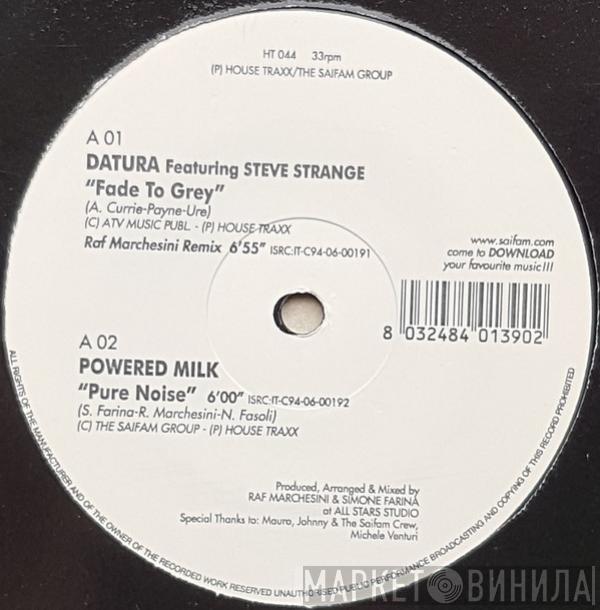 HT 044 33rpm
(P) HOUSE TRAXX/THE SAIFAM GROUP
A 01
DATURA Featuring STEVE STRANGE
"Fade To Grey"
(A. Currie-Payne-Ure)
(C) ATV MUSIC PUBL. - (P) HOUSE TRAXX
Raf Marchesini Remix 6'55" ISRC:IT-C94-06-00191
www.saifam.com
come to DOWNLOAD
your favourite music!!!
8 032484 013902
A 02
POWERED MILK
"Pure Noise" 6'00" ISRC-IT-C94-06-00192
(S. Farina-R. Marchesini-N. Fasoli)
(C) THE SAIFAM GROUP - (P) HOUSE TRAXX
Produced, Arranged & Mixed by
RAF MARCHESINI & SIMONE FARINA
at ALL STARS STUDIO
Special Thanks to: Mauro, Johnny & The Saifam Crew,
Michele Venturi
ALL RIGHTS OF THE MANUFACTURER AND OF THE OWNER OF THE RECORDED WORK RESERVED UNAUTHORISED PUBLIC PERFORMANCE BROADCASTING AND COPYING OF THIS RECORD PROHIBITED
МАРКЕТ ВИНИЛА